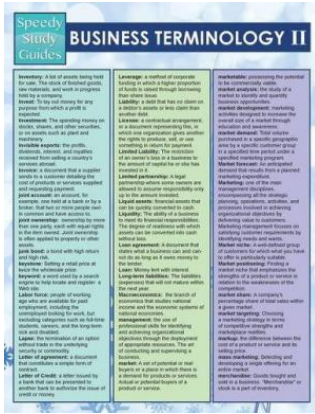 Speedy
Study
Guides
BUSINESS TERMINOLOGY II
Inventory: A list of assets being held
for sale. The stock of finished goods,
raw materials, and work in progress
held by a company.
Invest: To lay out money for any
purpose from which a profit is
expected.
Investment: The spending money on
stocks, shares, and other securities,
or on assets such as plant and
machinery.
Invisible exports: the profits,
dividends, interest, and royalties
received from selling a country's
services abroad.
Invoice: a document that a supplier
sends to a customer detailing the
cost of products or services supplied
and requesting payment.
joint account: an account, for
example, one held at a bank or by a
broker, that two or more people own
in common and have access to.
joint ownership: ownership by more
than one party, each with equal rights
in the item owned. Joint ownership
is often applied to property or other
assets.
junk bond: a bond with high return
and high risk.
keystone: Setting a retail price at
twice the wholesale price.
keyword: a word used by a search
engine to help locate and register a
Web site.
Labor force: people of working
age who are available for paid
employment, including the
unemployed looking for work, but
excluding categories such as full-time
students, careers, and the long-term
sick and disabled.
Lapse: the termination of an option
without trade in the underlying
security or commodity.
Letter of agreement: a document
that constitutes a simple form of
contract.
Letter of Credit: a letter issued by
a bank that can be presented to
another bank to authorize the issue of
credit or money.
Leverage: a method of corporate
funding in which a higher proportion
of funds is raised through borrowing
than share issue.
Liability: a debt that has no claim on
a debtor's assets or less claim than
another debt.
License: a contractual arrangement,
or a document representing this, in
which one organization gives another
the rights to produce, sell, or use
something in return for payment.
Limited Liability: The restriction
of an owner's loss in a business to
the amount of capital he or she has
invested in it.
Limited partnership: A legal
partnership where some owners are
allowed to assume responsibility only
up to the amount invested.
Liquid assets: financial assets that
can be quickly converted to cash.
Liquidity: The ability of a business
to meet its financial responsibilities.
The degree of readiness with which
assets can be converted into cash
without loss.
Loan agreement: A document that
states what a business can and can-
not do as long as it owes money to
the lender.
Loan: Money lent with interest.
Long-term liabilities: The liabilities
(expenses) that will not mature within
the next year.
Macroeconomics: the branch of
economics that studies national
income and the economic systems of
national economies.
management: the use of
professional skills for identifying
and achieving organizational
objectives through the deployment
of appropriate resources. The art
of conducting and supervising a
business.
market: A set of potential or real
buyers or a place in which there is
a demand for products or services.
Actual or potential buyers of a
product or service.
marketable: possessing the potential
to be commercially viable
market analysis: the study of a
market to identify and quantify
business opportunities.
market development: marketing
activities designed to increase the
overall size of a market through
education and awareness.
market demand: Total volume
purchased in a specific geographic
area by a specific customer group
in a specified time period under a
specified marketing program.
Market forecast: An anticipated
demand that results from a planned
marketing expenditure.
Marketing: one of the main
management disciplines,
encompassing all the strategic
planning, operations, activities, and
processes involved in achieving
organizational objectives by
delivering value to customers.
Marketing management focuses on
satisfying customer requirements by
identifying needs and wants.
Market niche: A well-defined group
of customers for which what you have
to offer is particularly suitable.
Market positioning: Finding a
market niche that emphasizes the
strengths of a product or service in
relation to the weaknesses of the
competition.
market share: A company's
percentage share of total sales within
a given market.
market targeting: Choosing
a marketing strategy in terms
of competitive strengths and
marketplace realities.
markup: the difference between the
cost of a product or service and its
selling price.
mass marketing: Selecting and
developing a single offering for an
entire market.
merchandise: Goods bought and
sold in a business. "Merchandise" or
stock is a part of inventory.